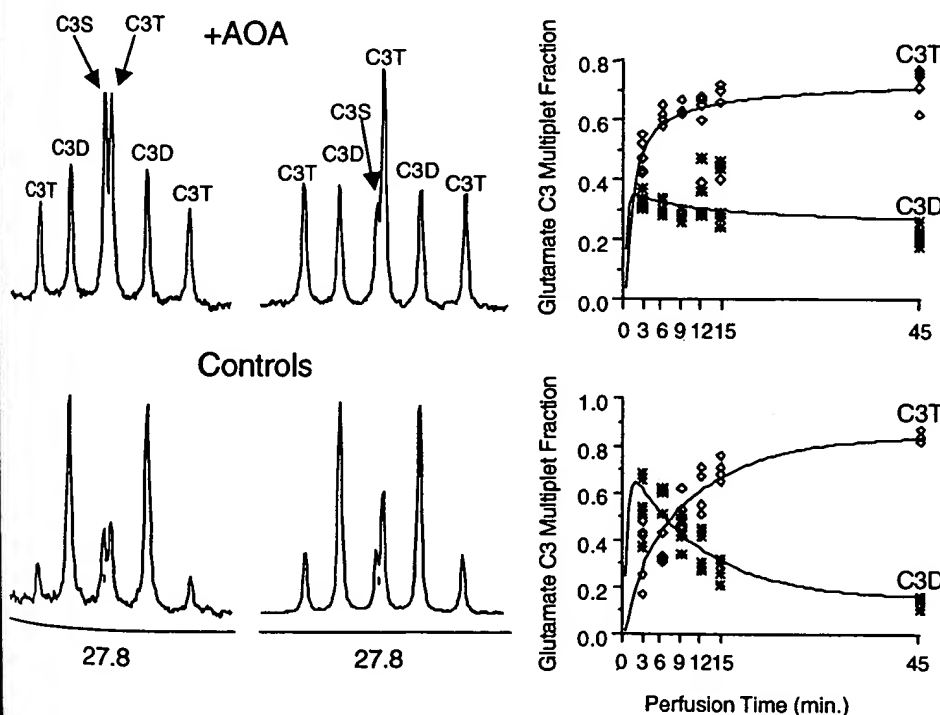 C3S C3T
+AOA
C3T
C3S
C3D C3D
C3T C3T
C3D C3D
C3T C3T
Glutamate C3 Multiplet Fraction
0.8
0.6
0.4
0.2
0.0
C3T
C3D
0 3 6 9 12 15 45
Controls
27.8 27.8
Glutamate C3 Multiplet Fraction
1.0
0.8
0.6
0.4
0.2
0.0
C3T
C3D
0 3 6 9 12 15 45
Perfusion Time (min.)